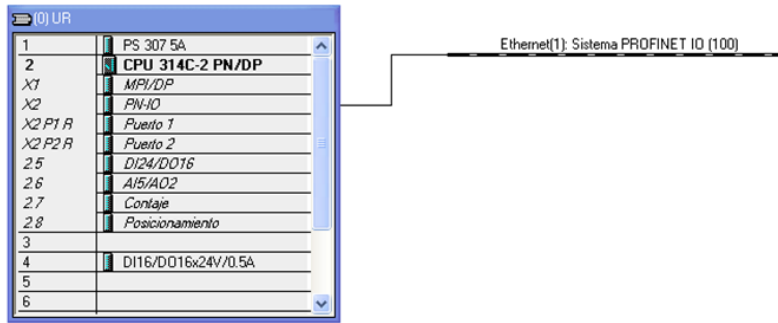 (0) UR
1 PS 307 5A
2 CPU 314C-2 PN/DP
X1 MPI/DP
X2 PN-IO
X2 P1 R Puerto 1
X2 P2 R Puerto 2
2.5 DI24/DO16
2.6 AI5/AO2
2.7 Contaje
2.8 Posicionamiento
3
4 DI16/DO16x24V/0.5A
5
6
Ethernet(1): Sistema PROFINET IO (100)